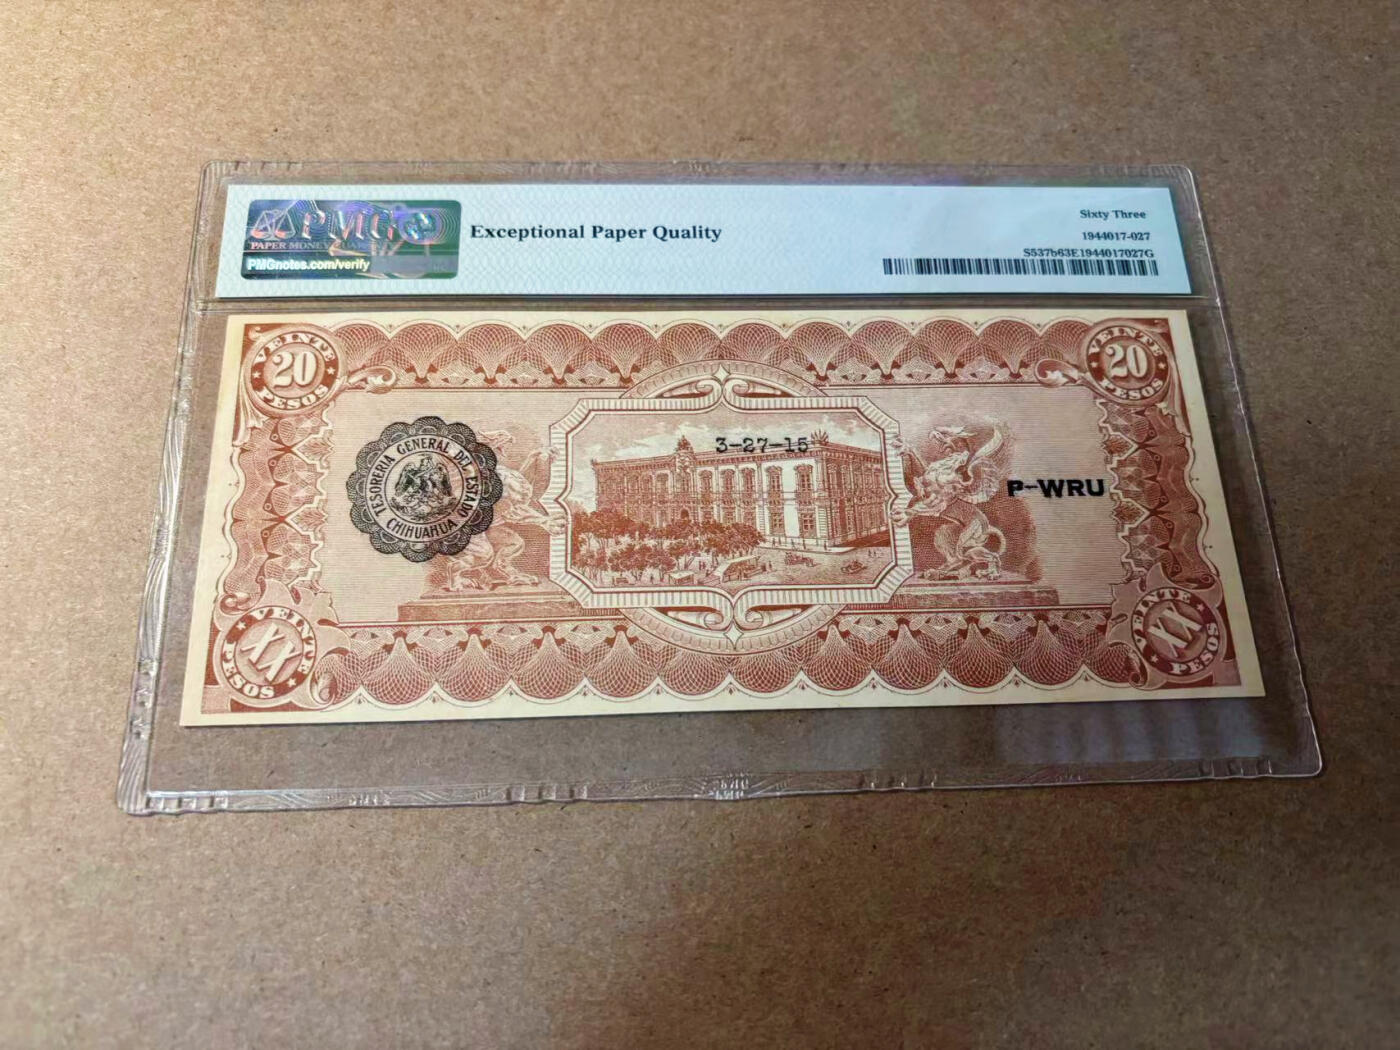 PMG
PAPER MONEY GUARANTY
PMGnotes.com/verify
Exceptional Paper Quality
Sixty Three
1944017-027
S537b63E1944017027G
VEINTE
20
PESOS
VEINTE
20
PESOS
3-27-15
TESORERIA GENERAL DEL ESTADO
CHIHUAHUA
P-WRU
VEINTE
XX
PESOS
VEINTE
XX
PESOS